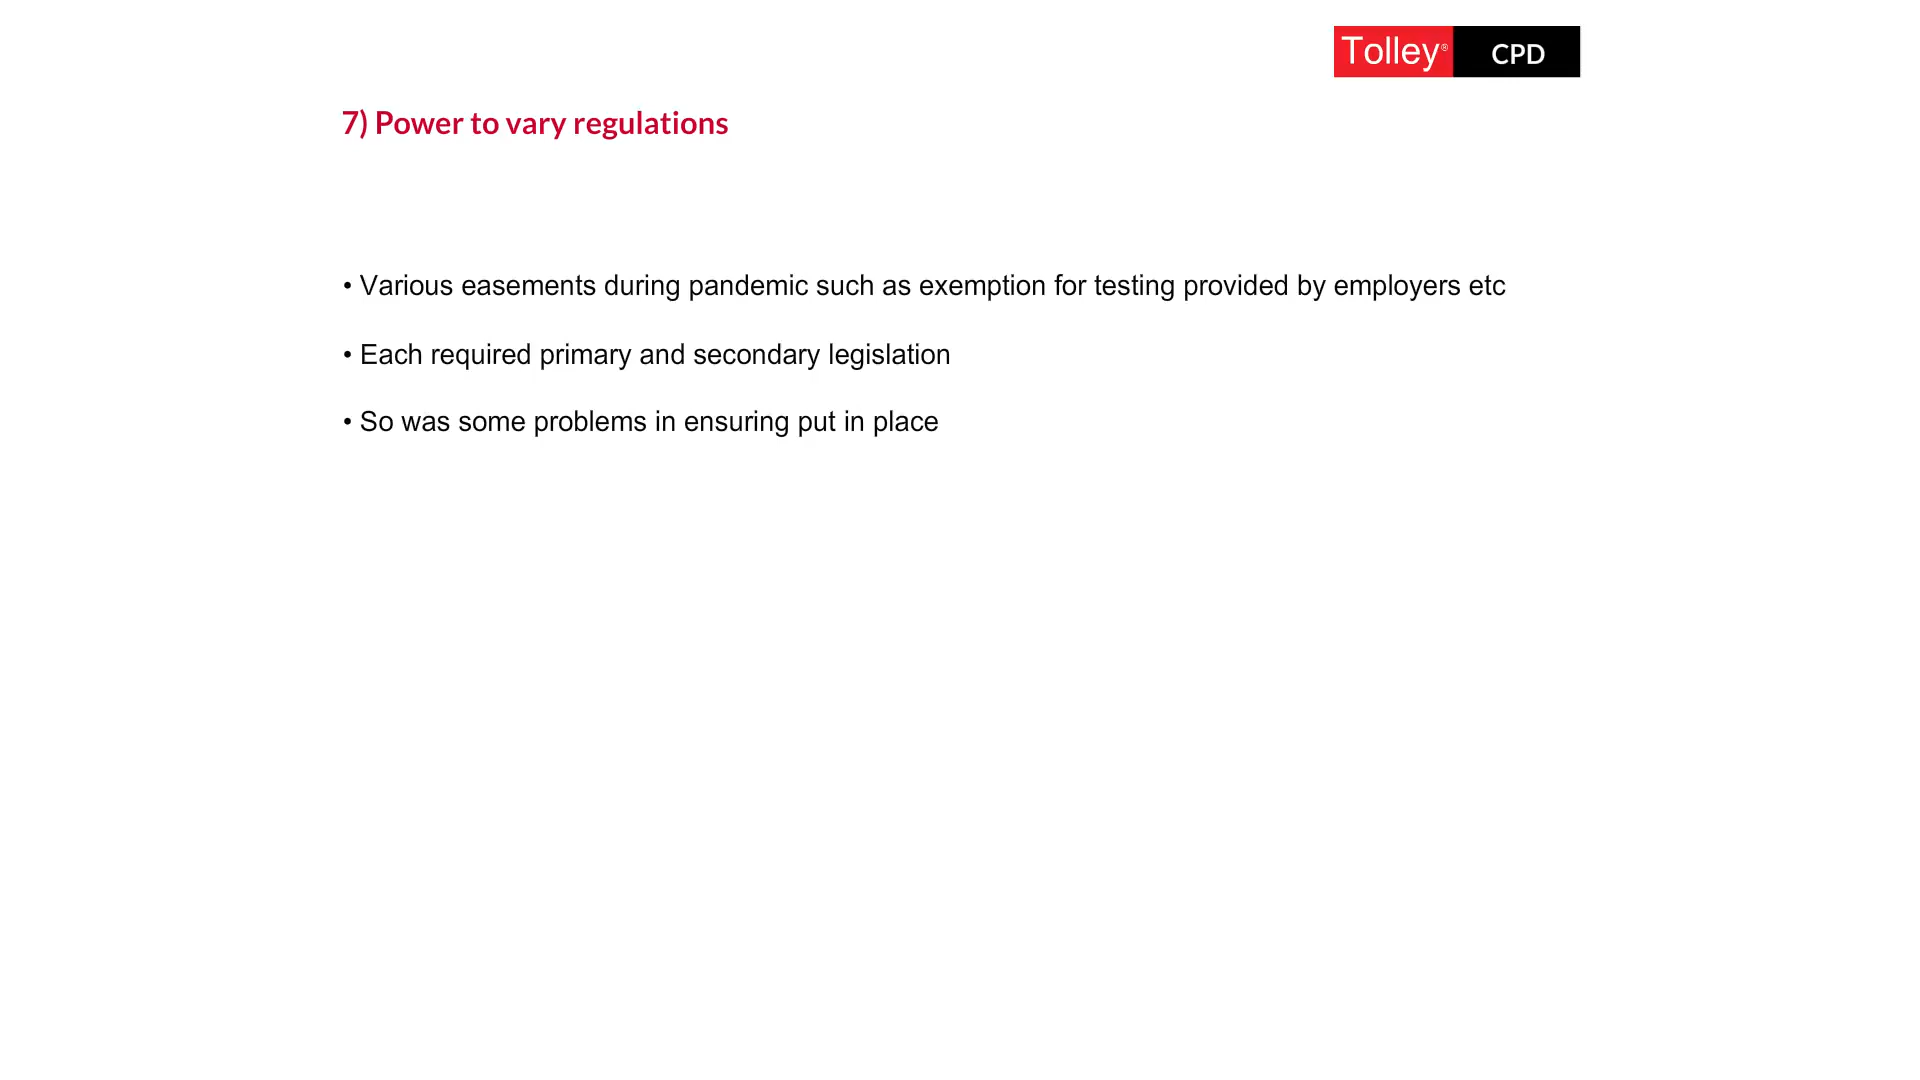 Tolley® CPD
7) Power to vary regulations
• Various easements during pandemic such as exemption for testing provided by employers etc
• Each required primary and secondary legislation
• So was some problems in ensuring put in place